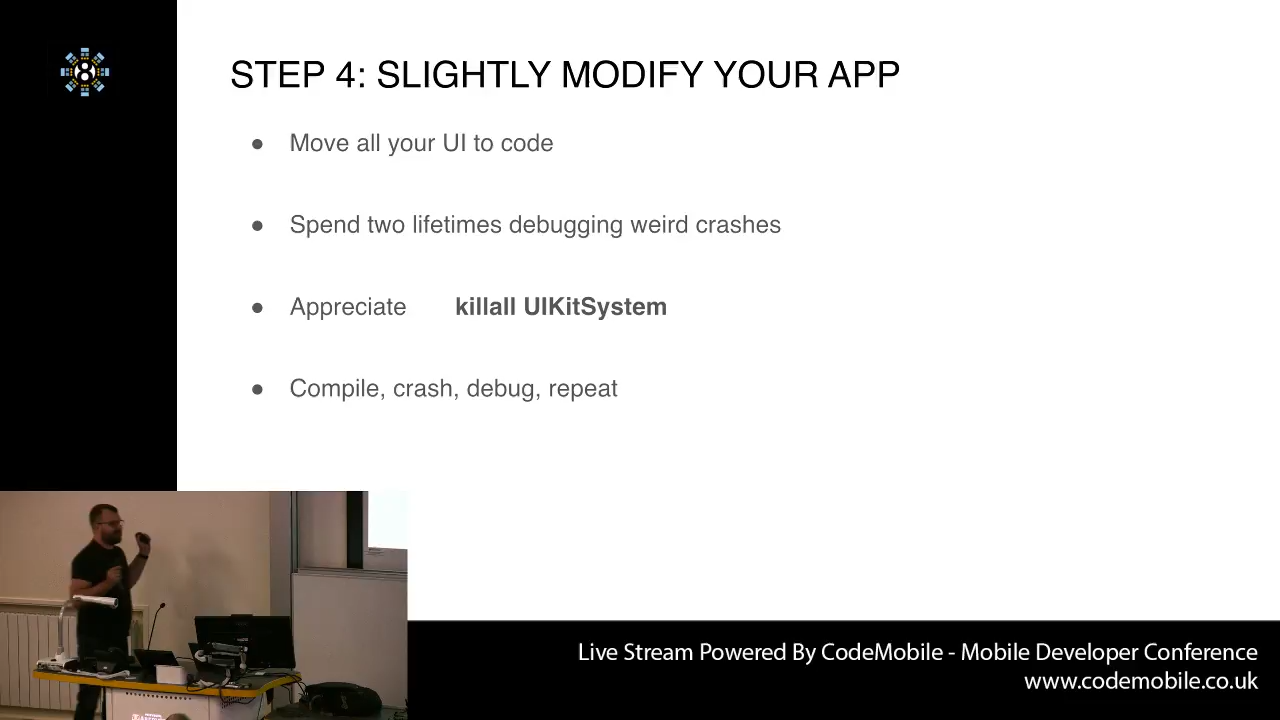 8
STEP 4: SLIGHTLY MODIFY YOUR APP
● Move all your UI to code
● Spend two lifetimes debugging weird crashes
● Appreciate killall UIKitSystem
● Compile, crash, debug, repeat
Live Stream Powered By CodeMobile - Mobile Developer Conference
www.codemobile.co.uk